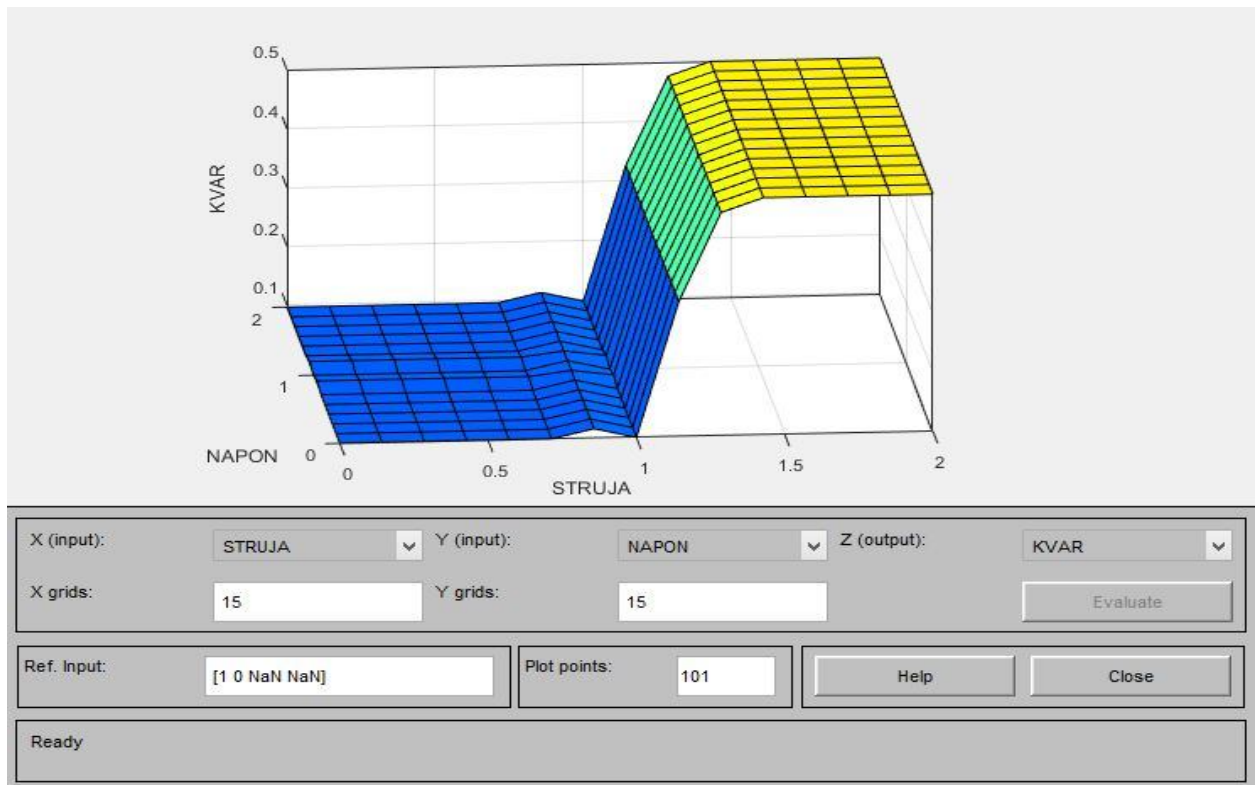 0.5
0.4
0.3
0.2
0.1
KVAR
2
1
0
NAPON
0
0.5
1
1.5
2
STRUJA
X (input): STRUJA Y (input): NAPON Z (output): KVAR
X grids: 15 Y grids: 15 Evaluate
Ref. Input: [1 0 NaN NaN] Plot points: 101 Help Close
Ready